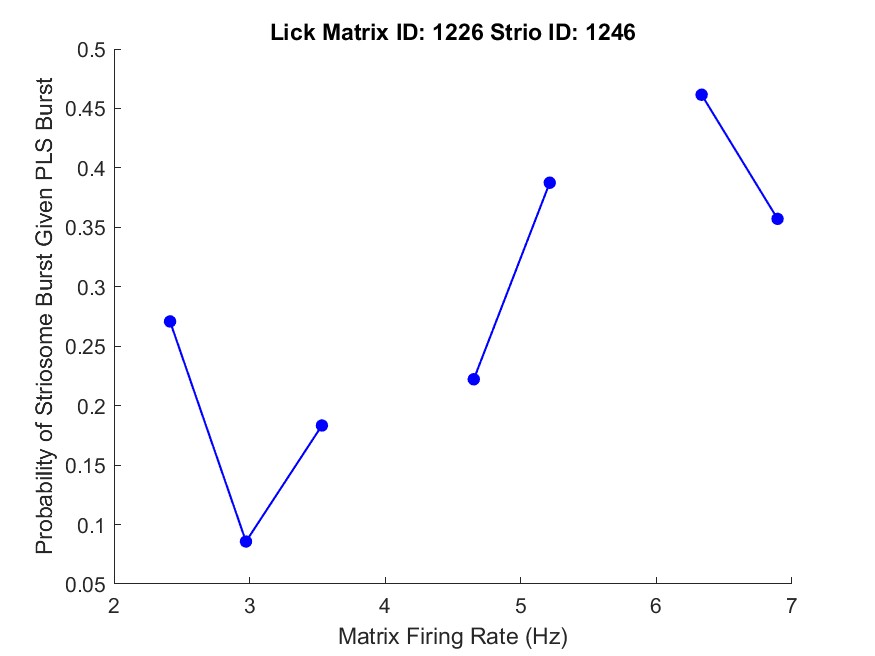 Lick Matrix ID: 1226 Strio ID: 1246
Probability of Striosome Burst Given PLS Burst
0.5
0.45
0.4
0.35
0.3
0.25
0.2
0.15
0.1
0.05
2 3 4 5 6 7
Matrix Firing Rate (Hz)